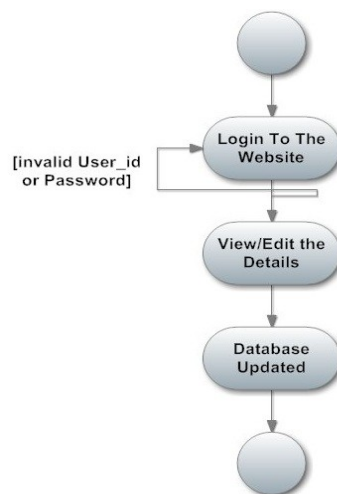 Login To The
Website
[invalid User_id
or Password]
View/Edit the
Details
Database
Updated